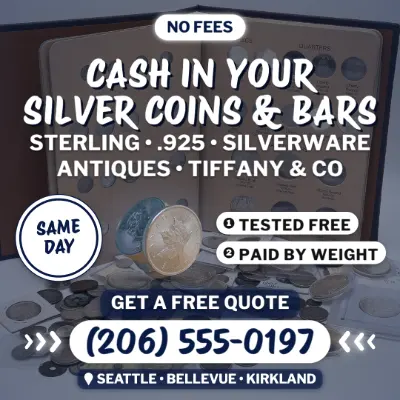 NO FEES
CASH IN YOUR
SILVER COINS & BARS
STERLING • .925 • SILVERWARE
ANTIQUES • TIFFANY & CO
SAME
DAY
1 TESTED FREE
2 PAID BY WEIGHT
GET A FREE QUOTE
(206) 555-0197
SEATTLE • BELLEVUE • KIRKLAND